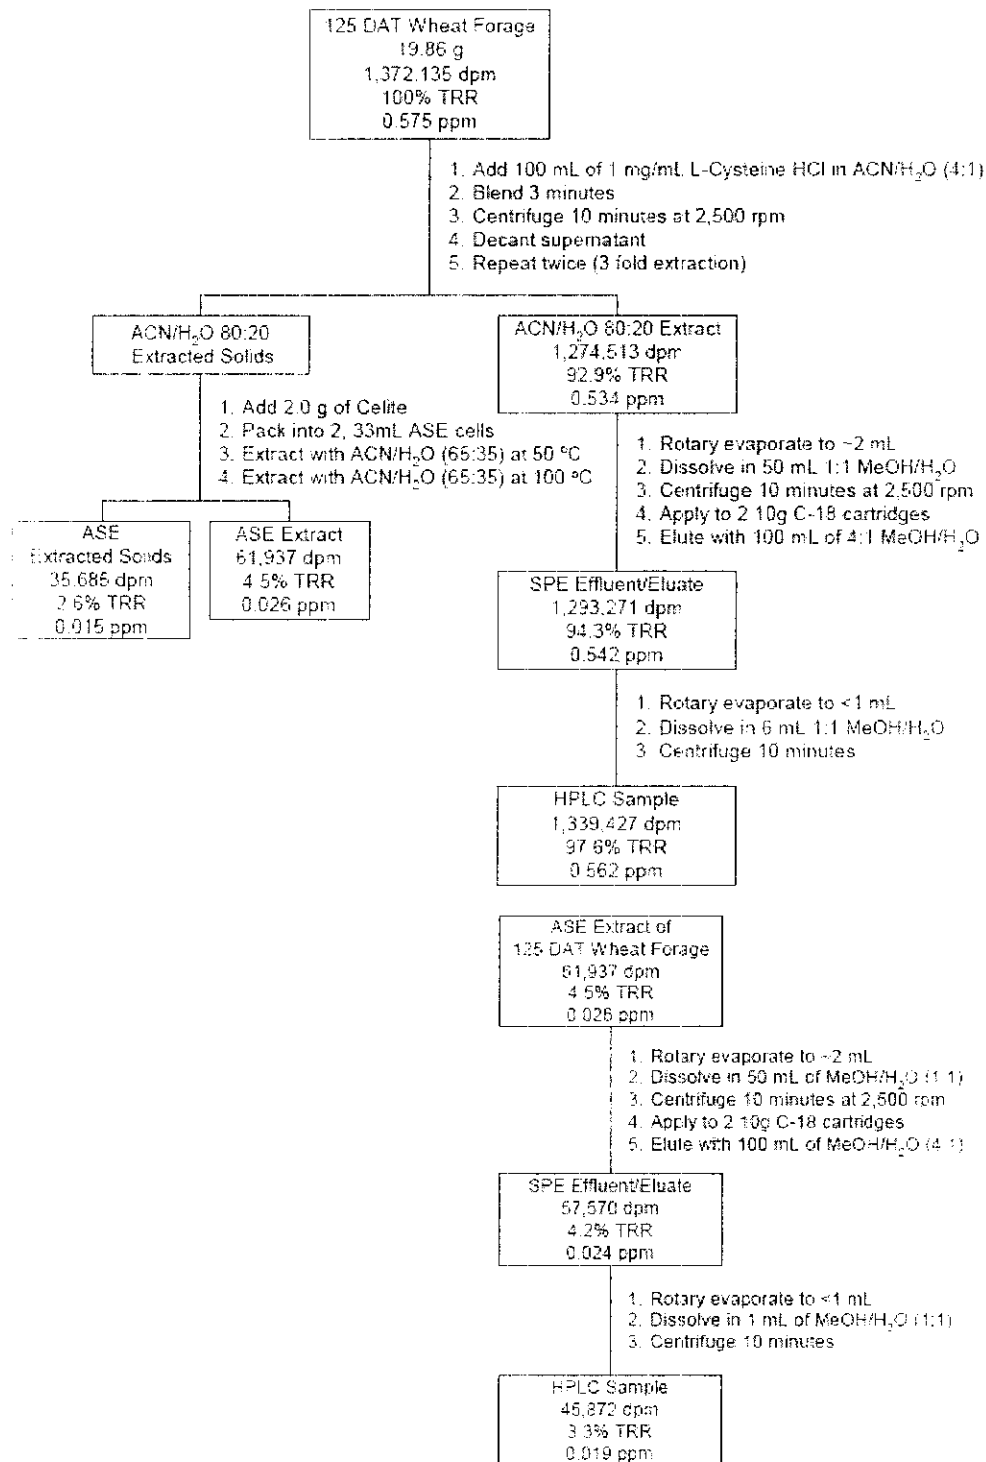 125 DAT Wheat Forage
19.86 g
1,372,135 dpm
100% TRR
0.575 ppm
1. Add 100 mL of 1 mg/mL L-Cysteine HCl in ACN/H₂O (4:1)
2. Blend 3 minutes
3. Centrifuge 10 minutes at 2,500 rpm
4. Decant supernatant
5. Repeat twice (3 fold extraction)
ACN/H₂O 80:20
Extracted Solids
ACN/H₂O 80:20 Extract
1,274,513 dpm
92.9% TRR
0.534 ppm
1. Add 2.0 g of Celite
2. Pack into 2, 33mL ASE cells
3. Extract with ACN/H₂O (65:35) at 50 ºC
4. Extract with ACN/H₂O (65:35) at 100 ºC
1. Rotary evaporate to ~2 mL
2. Dissolve in 50 mL 1:1 MeOH/H₂O
3. Centrifuge 10 minutes at 2,500 rpm
4. Apply to 2 10g C-18 cartridges
5. Elute with 100 mL of 4:1 MeOH/H₂O
ASE
Extracted Solids
35,685 dpm
2.6% TRR
0.015 ppm
ASE Extract
61,937 dpm
4.5% TRR
0.026 ppm
SPE Effluent/Eluate
1,293,271 dpm
94.3% TRR
0.542 ppm
1. Rotary evaporate to <1 mL
2. Dissolve in 6 mL 1:1 MeOH/H₂O
3. Centrifuge 10 minutes
HPLC Sample
1,339,427 dpm
97.6% TRR
0.562 ppm
ASE Extract of
125 DAT Wheat Forage
61,937 dpm
4.5% TRR
0.026 ppm
1. Rotary evaporate to ~2 mL
2. Dissolve in 50 mL of MeOH/H₂O (1:1)
3. Centrifuge 10 minutes at 2,500 rpm
4. Apply to 2 10g C-18 cartridges
5. Elute with 100 mL of MeOH/H₂O (4:1)
SPE Effluent/Eluate
57,570 dpm
4.2% TRR
0.024 ppm
1. Rotary evaporate to <1 mL
2. Dissolve in 1 mL of MeOH/H₂O (1:1)
3. Centrifuge 10 minutes
HPLC Sample
45,872 dpm
3.3% TRR
0.019 ppm